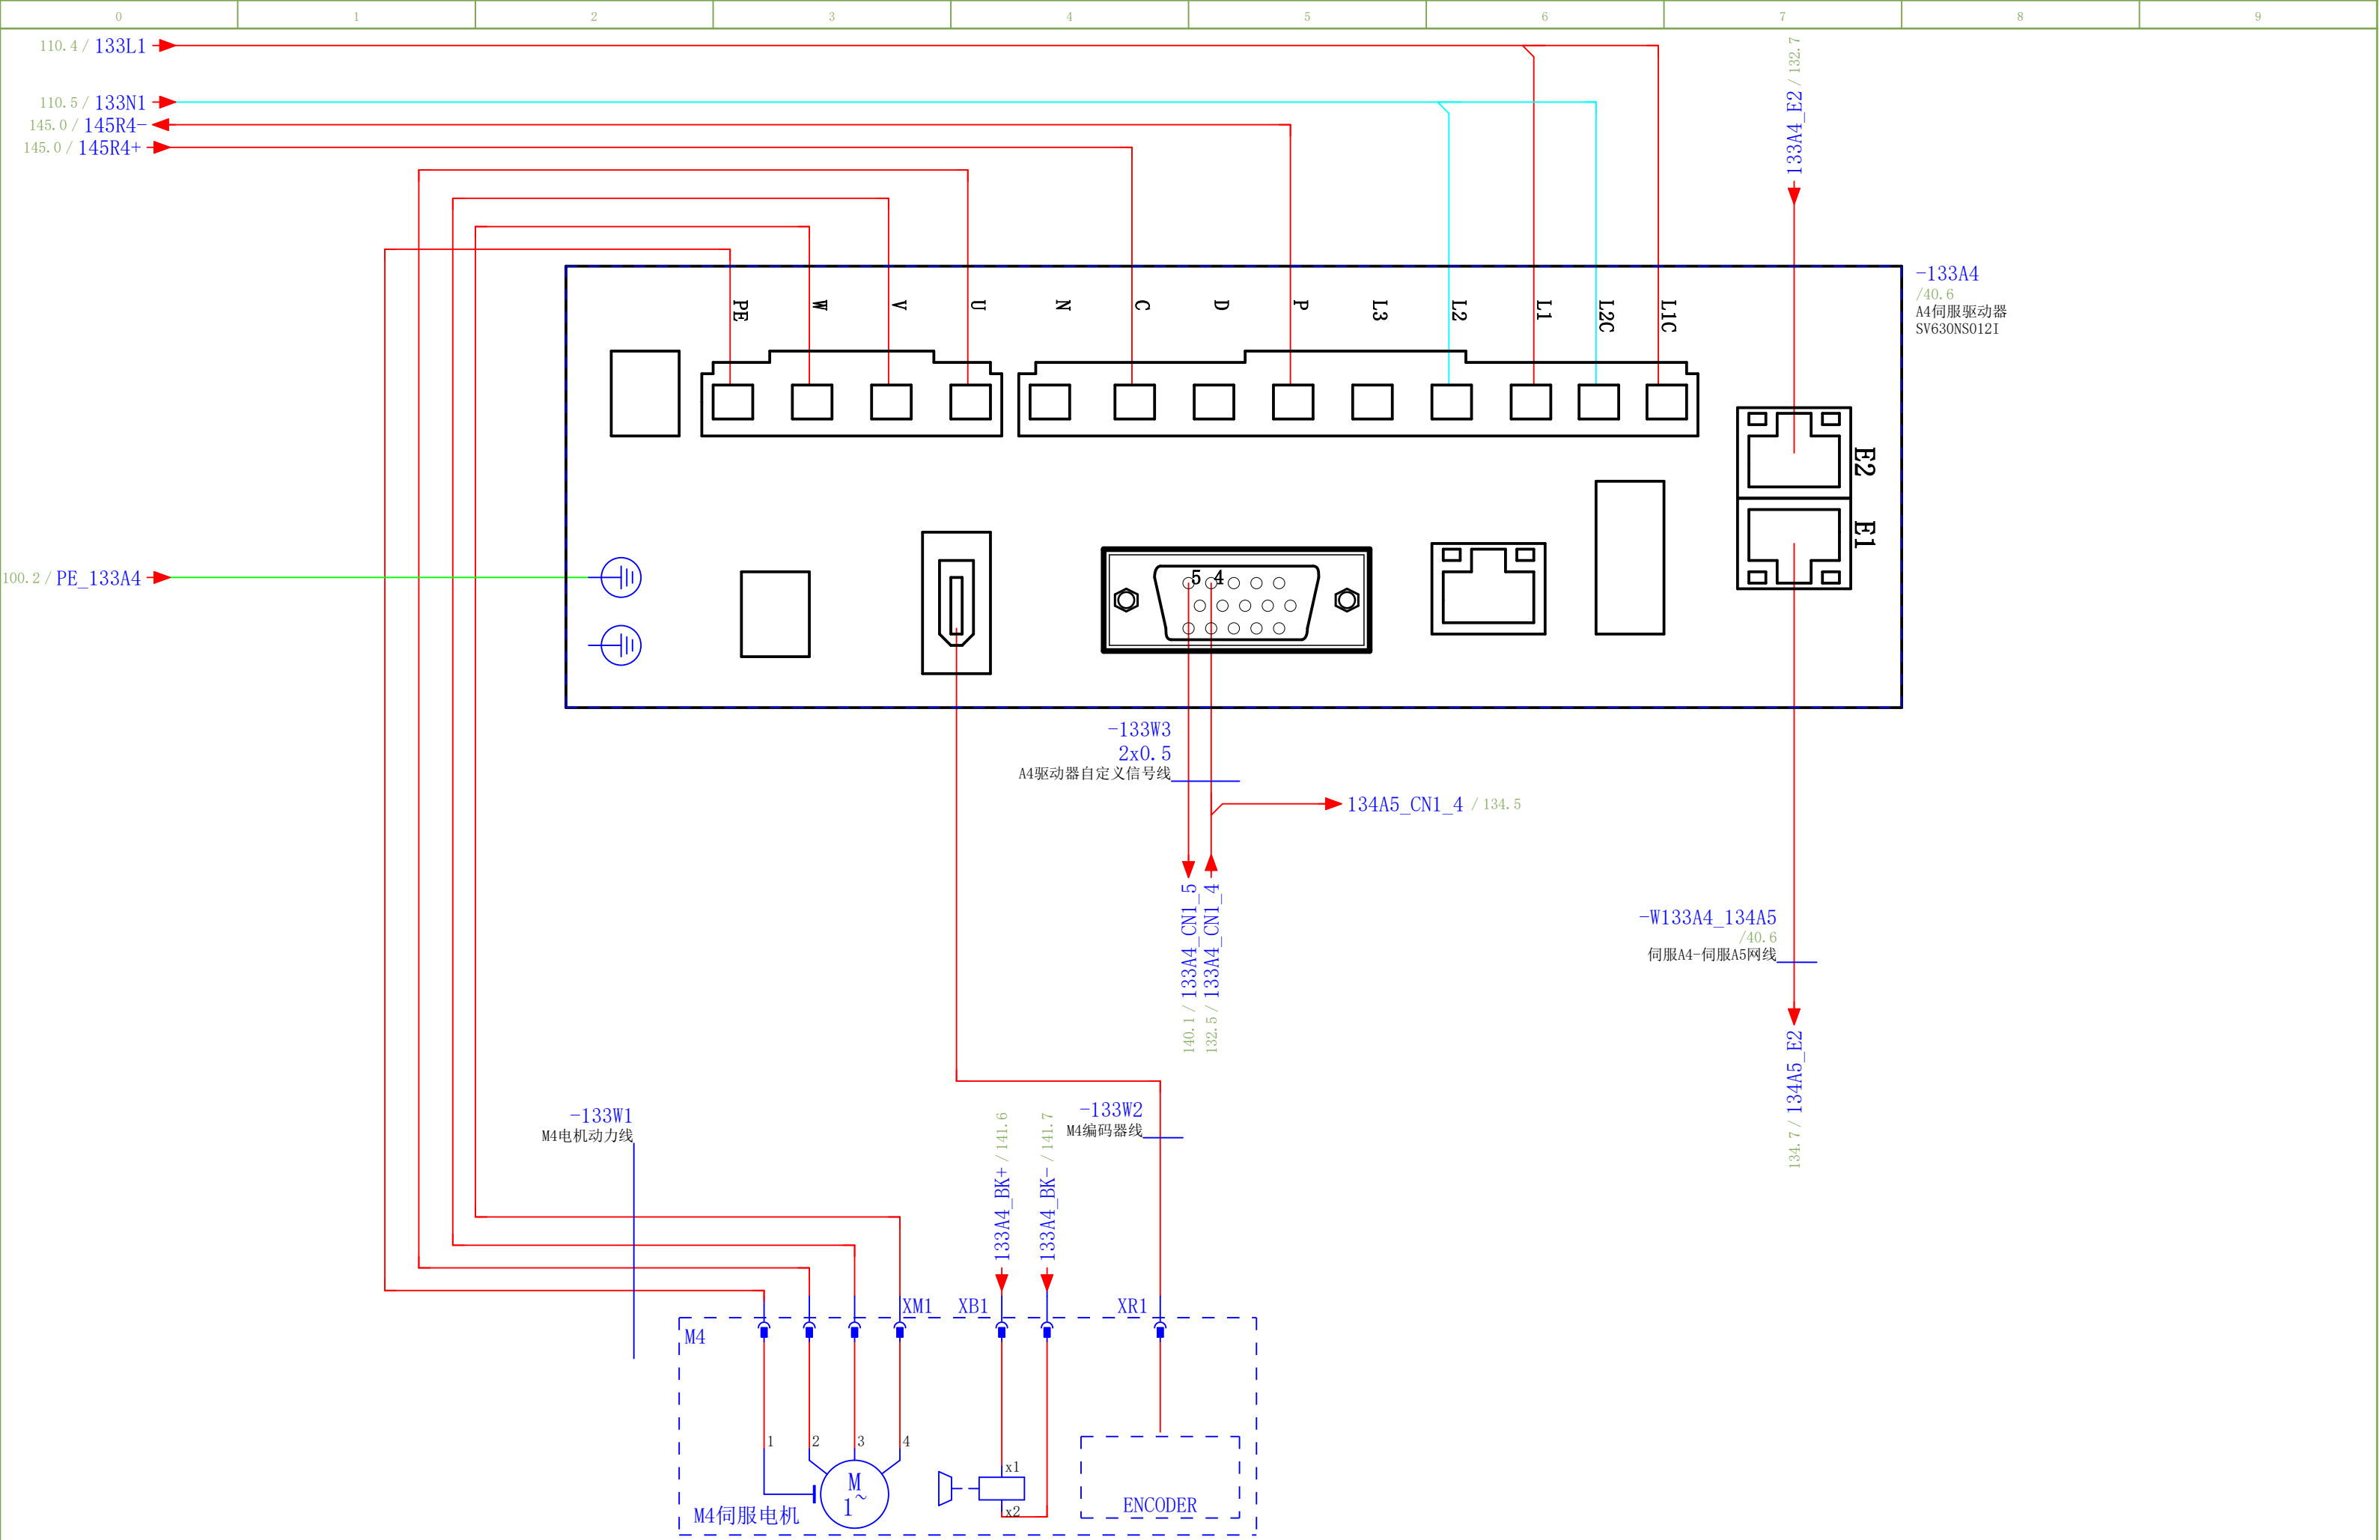 0 1 2 3 4 5 6 7 8 9
110.4 / 133L1
110.5 / 133N1
145.0 / 145R4-
145.0 / 145R4+
133A4_E2 / 132.7
-133A4
/40.6
A4伺服驱动器
SV630NS012I
PE W V U N C D P L3 L2 L1 L2C L1C
E2
E1
100.2 / PE_133A4
5 4
-133W3
2x0.5
A4驱动器自定义信号线
134A5_CN1_4 / 134.5
140.1 / 133A4_CN1_5
132.5 / 133A4_CN1_4
-W133A4_134A5
/40.6
伺服A4-伺服A5网线
134.7 / 134A5_E2
-133W1
M4电机动力线
133A4_BK+ / 141.6
133A4_BK- / 141.7
-133W2
M4编码器线
XM1 XB1 XR1
M4
1 2 3 4
x1
x2
M
1~
M4伺服电机
ENCODER